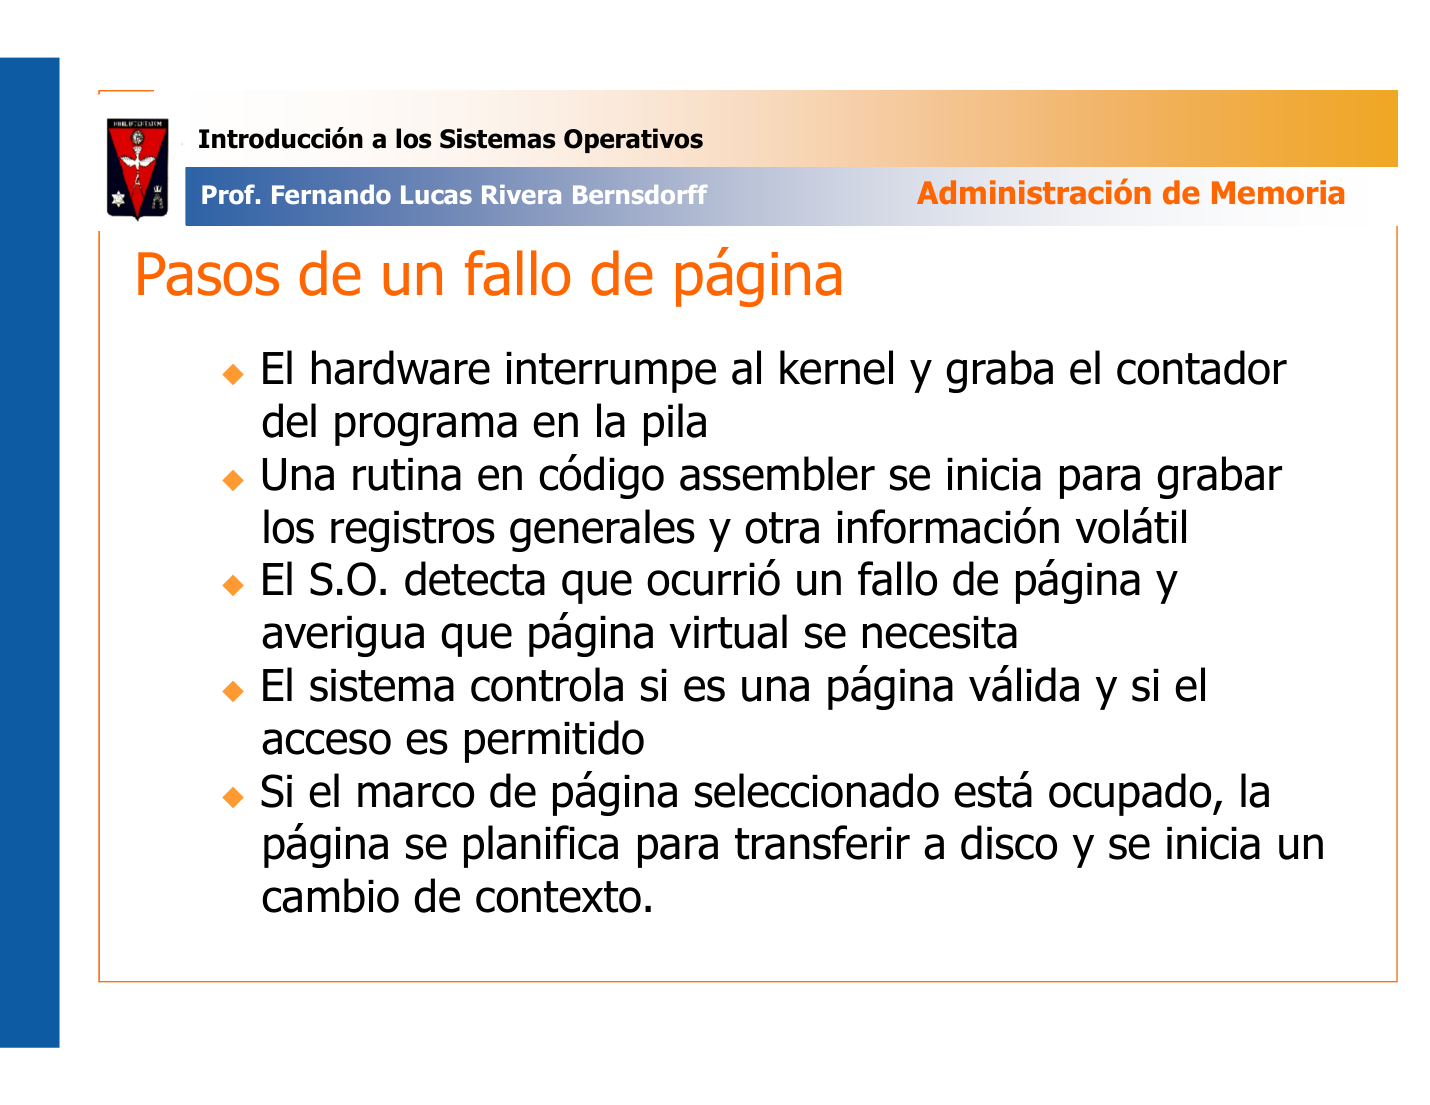 Introducción a los Sistemas Operativos
Prof. Fernando Lucas Rivera Bernsdorff
Administración de Memoria
Pasos de un fallo de página
◆ El hardware interrumpe al kernel y graba el contador
del programa en la pila
◆ Una rutina en código assembler se inicia para grabar
los registros generales y otra información volátil
◆ El S.O. detecta que ocurrió un fallo de página y
averigua que página virtual se necesita
◆ El sistema controla si es una página válida y si el
acceso es permitido
◆ Si el marco de página seleccionado está ocupado, la
página se planifica para transferir a disco y se inicia un
cambio de contexto.